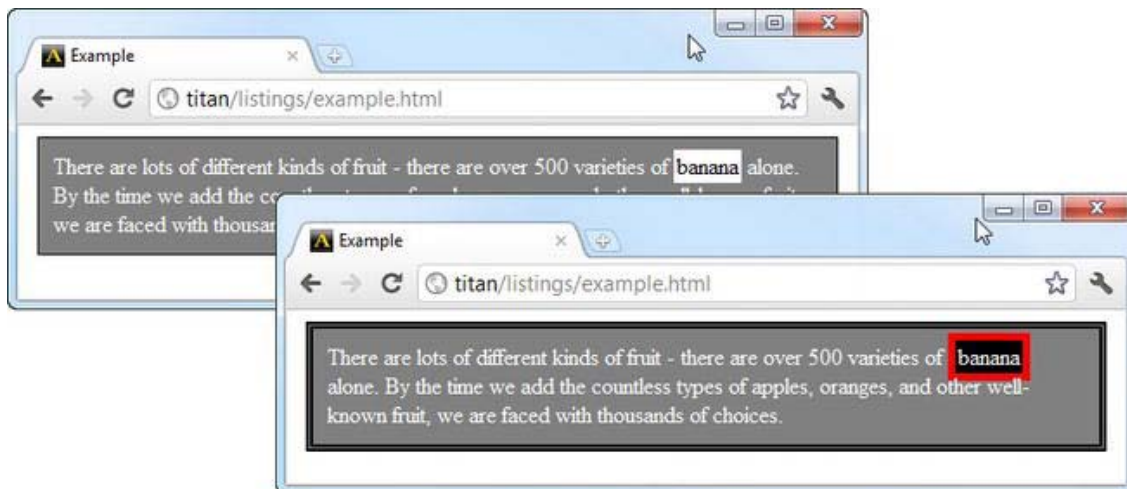 Example
titan/listings/example.html
There are lots of different kinds of fruit - there are over 500 varieties of banana alone.
By the time we add the
we are faced with
Example
titan/listings/example.html
There are lots of different kinds of fruit - there are over 500 varieties of banana
alone. By the time we add the countless types of apples, oranges, and other well-
known fruit, we are faced with thousands of choices.